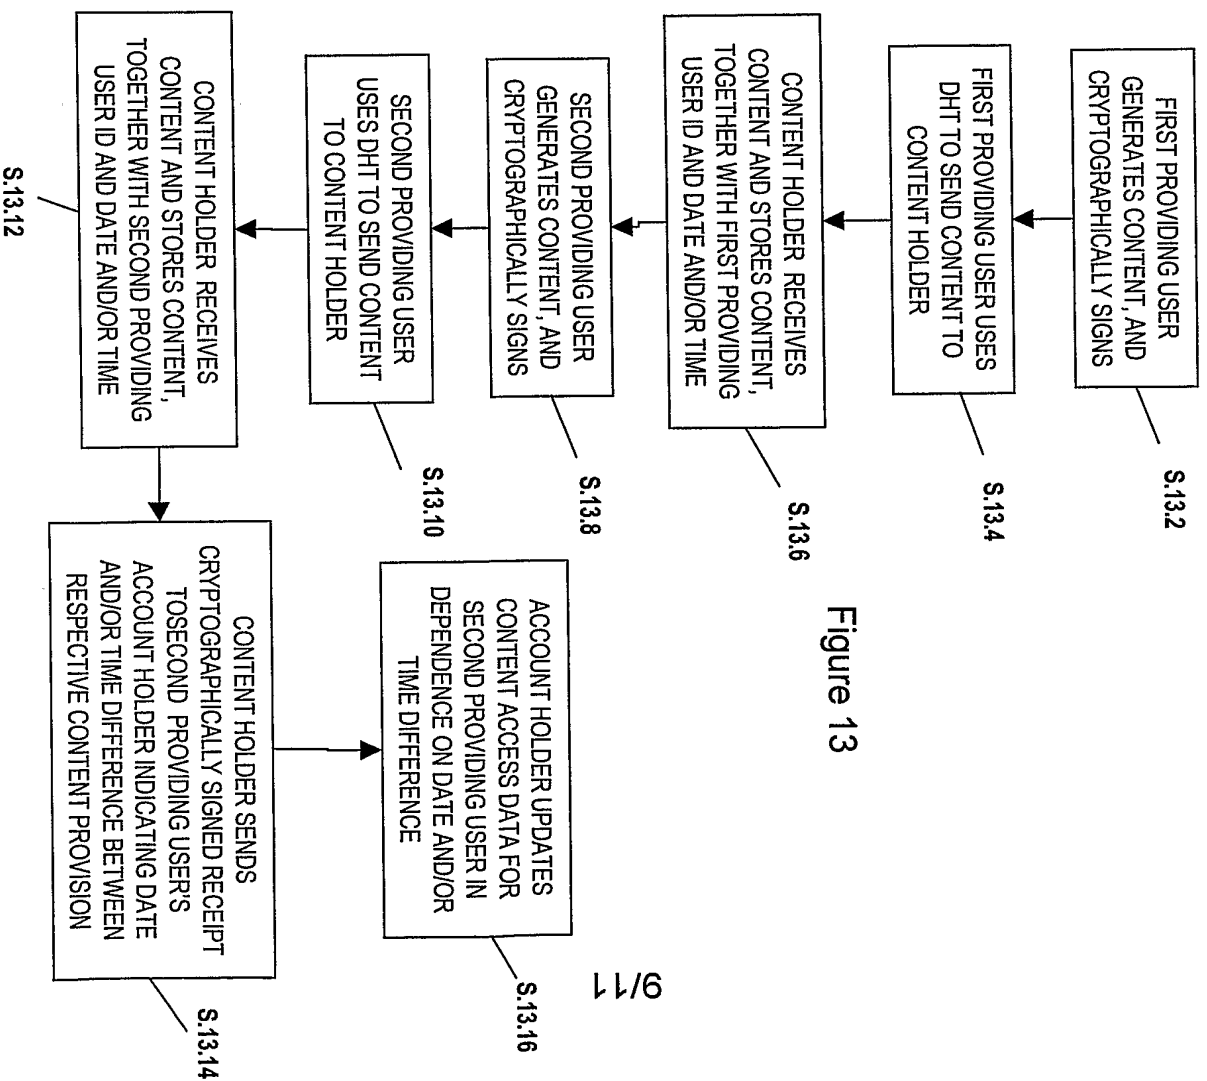 FIRST PROVIDING USER
GENERATES CONTENT, AND
CRYPTOGRAPHICALLY SIGNS
S.13.2
FIRST PROVIDING USER USES
DHT TO SEND CONTENT TO
CONTENT HOLDER
S.13.4
CONTENT HOLDER RECEIVES
CONTENT AND STORES CONTENT,
TOGETHER WITH FIRST PROVIDING
USER ID AND DATE AND/OR TIME
S.13.6
SECOND PROVIDING USER
GENERATES CONTENT, AND
CRYPTOGRAPHICALLY SIGNS
S.13.8
SECOND PROVIDING USER
USES DHT TO SEND CONTENT
TO CONTENT HOLDER
S.13.10
CONTENT HOLDER RECEIVES
CONTENT AND STORES CONTENT,
TOGETHER WITH SECOND PROVIDING
USER ID AND DATE AND/OR TIME
S.13.12
CONTENT HOLDER SENDS
CRYPTOGRAPHICALLY SIGNED RECEIPT
TOSECOND PROVIDING USER'S
ACCOUNT HOLDER INDICATING DATE
AND/OR TIME DIFFERENCE BETWEEN
RESPECTIVE CONTENT PROVISION
S.13.14
ACCOUNT HOLDER UPDATES
CONTENT ACCESS DATA FOR
SECOND PROVIDING USER IN
DEPENDENCE ON DATE AND/OR
TIME DIFFERENCE
S.13.16
Figure 13
9/11